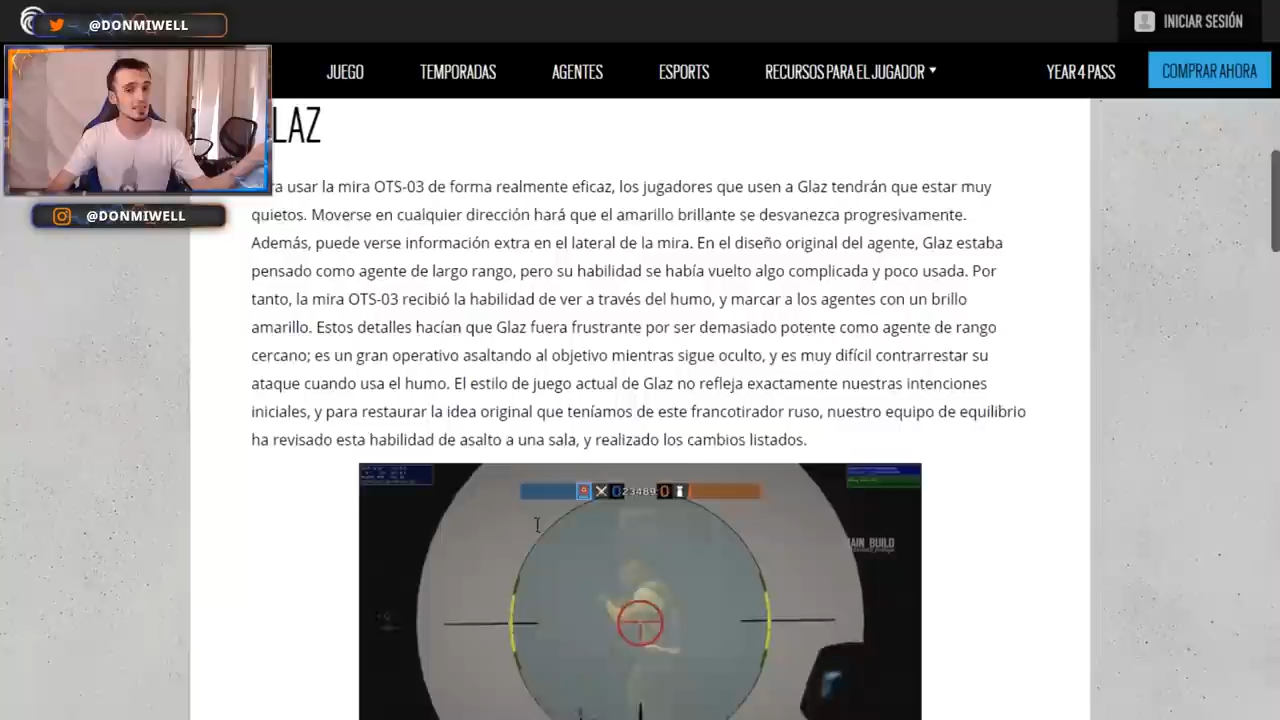 @DONMIWELL
INICIAR SESIÓN
JUEGO TEMPORADAS AGENTES ESPORTS RECURSOS PARA EL JUGADOR YEAR 4 PASS COMPRAR AHORA
LAZ
@DONMIWELL
ra usar la mira OTS-03 de forma realmente eficaz, los jugadores que usen a Glaz tendrán que estar muy
quietos. Moverse en cualquier dirección hará que el amarillo brillante se desvanezca progresivamente.
Además, puede verse información extra en el lateral de la mira. En el diseño original del agente, Glaz estaba
pensado como agente de largo rango, pero su habilidad se había vuelto algo complicada y poco usada. Por
tanto, la mira OTS-03 recibió la habilidad de ver a través del humo, y marcar a los agentes con un brillo
amarillo. Estos detalles hacían que Glaz fuera frustrante por ser demasiado potente como agente de rango
cercano; es un gran operativo asaltando al objetivo mientras sigue oculto, y es muy difícil contrarrestar su
ataque cuando usa el humo. El estilo de juego actual de Glaz no refleja exactamente nuestras intenciones
iniciales, y para restaurar la idea original que teníamos de este francotirador ruso, nuestro equipo de equilibrio
ha revisado esta habilidad de asalto a una sala, y realizado los cambios listados.
0 23489 0
AIN BUILD